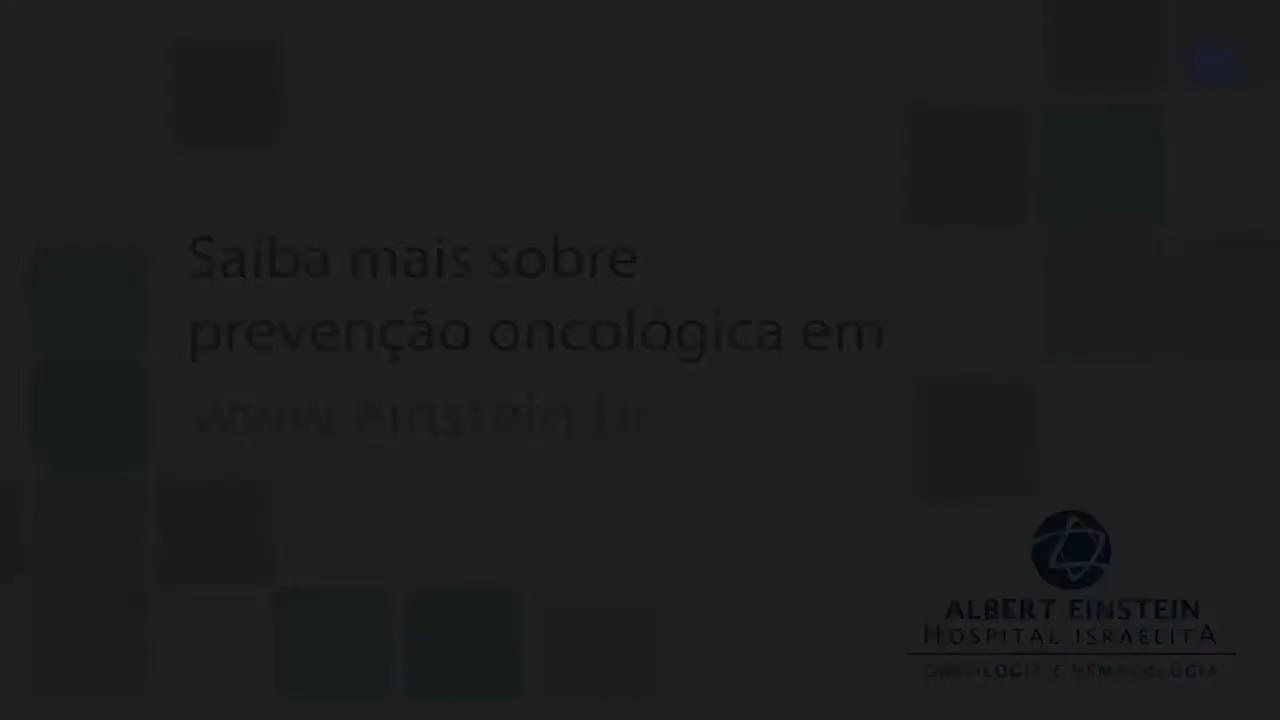 Saiba mais sobre
prevenção oncológica em
www.einstein.br
ALBERT EINSTEIN
HOSPITAL ISRAELITA
ONCOLOGIA E HEMATOLOGIA